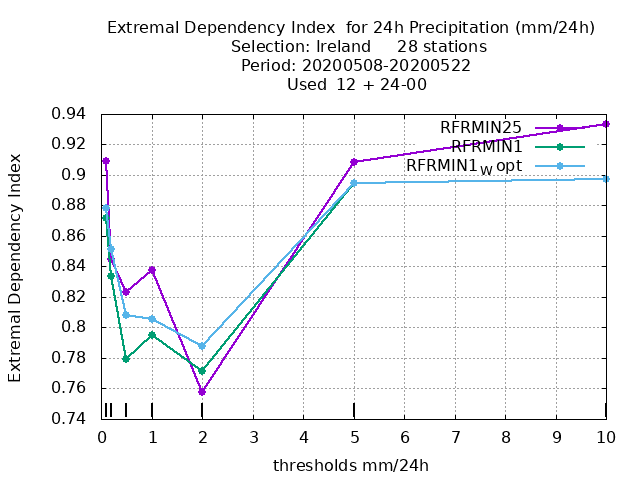 Extremal Dependency Index  for 24h Precipitation (mm/24h)
Selection: Ireland     28 stations
Period: 20200508-20200522
Used  12 + 24-00
Extremal Dependency Index
0.94
0.92
0.9
0.88
0.86
0.84
0.82
0.8
0.78
0.76
0.74
RFRMIN25
RFRMIN1
RFRMIN1w opt
0 1 2 3 4 5 6 7 8 9 10
thresholds mm/24h